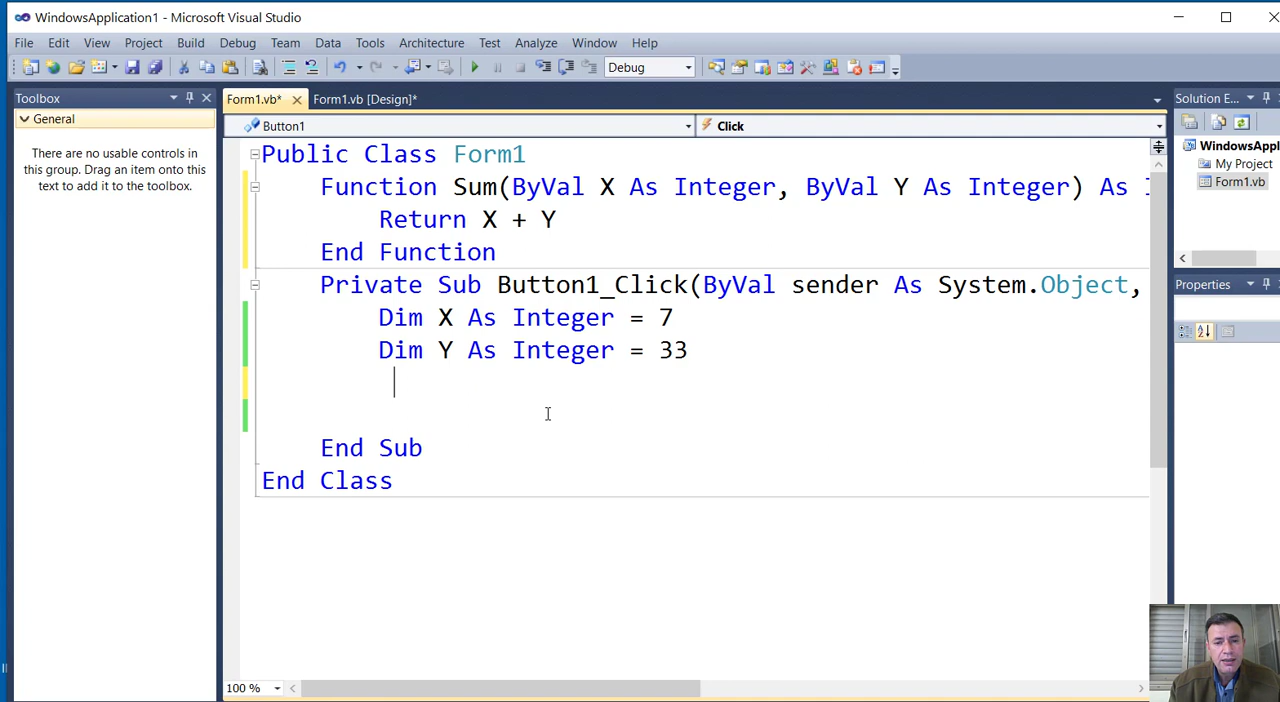 WindowsApplication1 - Microsoft Visual Studio
File Edit View Project Build Debug Team Data Tools Architecture Test Analyze Window Help
Debug
Toolbox
General
There are no usable controls in
this group. Drag an item onto this
text to add it to the toolbox.
Form1.vb* Form1.vb [Design]*
Button1 Click
Public Class Form1
Function Sum(ByVal X As Integer, ByVal Y As Integer) As I
Return X + Y
End Function
Private Sub Button1_Click(ByVal sender As System.Object,
Dim X As Integer = 7
Dim Y As Integer = 33
End Sub
End Class
100 %
Solution E...
WindowsAppl
My Project
Form1.vb
Properties